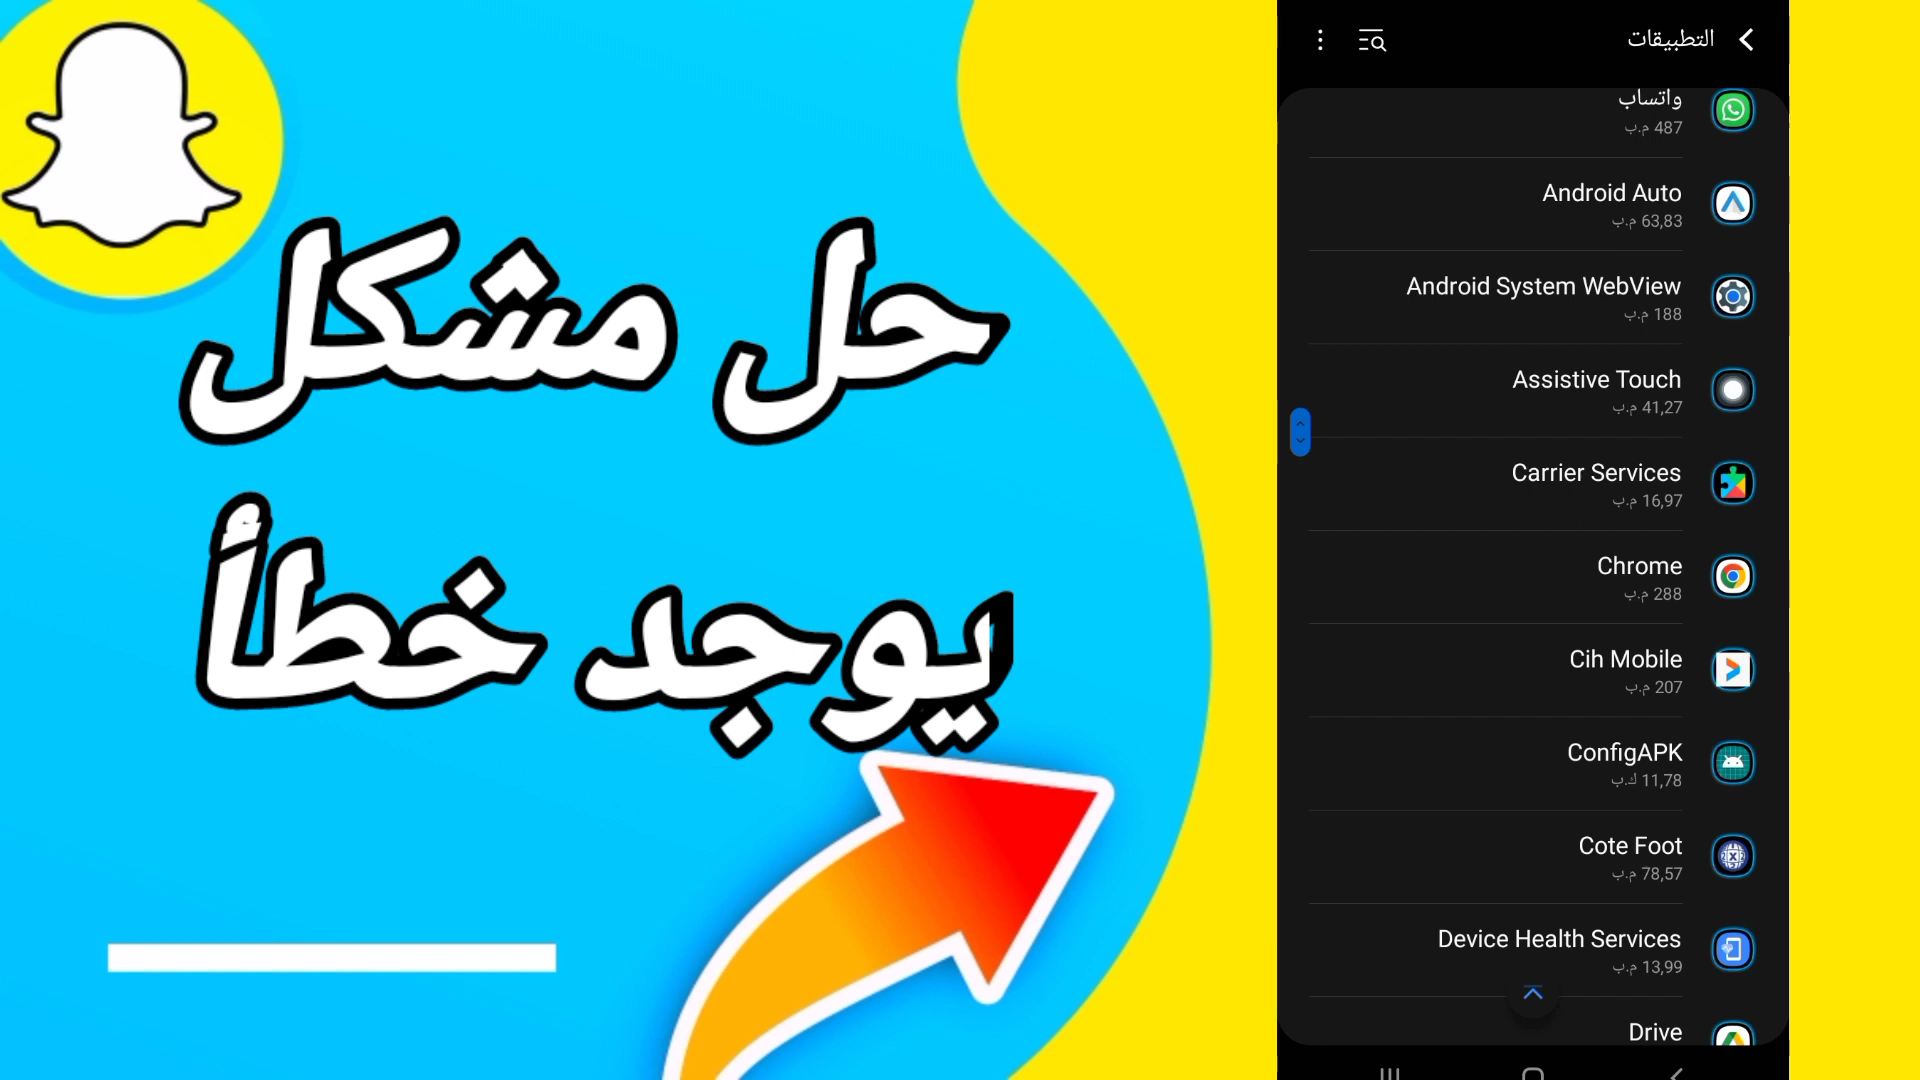 حل مشكل
يوجد خطأ
التطبيقات
واتساب
487 م.ب
Android Auto
63,83 م.ب
Android System WebView
188 م.ب
Assistive Touch
41,27 م.ب
Carrier Services
16,97 م.ب
Chrome
288 م.ب
Cih Mobile
207 م.ب
ConfigAPK
11,78 ك.ب
Cote Foot
78,57 م.ب
Device Health Services
13,99 م.ب
Drive